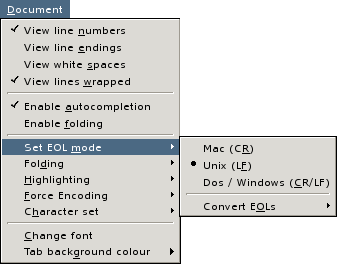 Document
View line numbers
View line endings
View white spaces
View lines wrapped
Enable autocompletion
Enable folding
Set EOL mode
Folding
Highlighting
Force Encoding
Character set
Change font
Tab background colour
Mac (CR)
Unix (LF)
Dos / Windows (CR/LF)
Convert EOLs